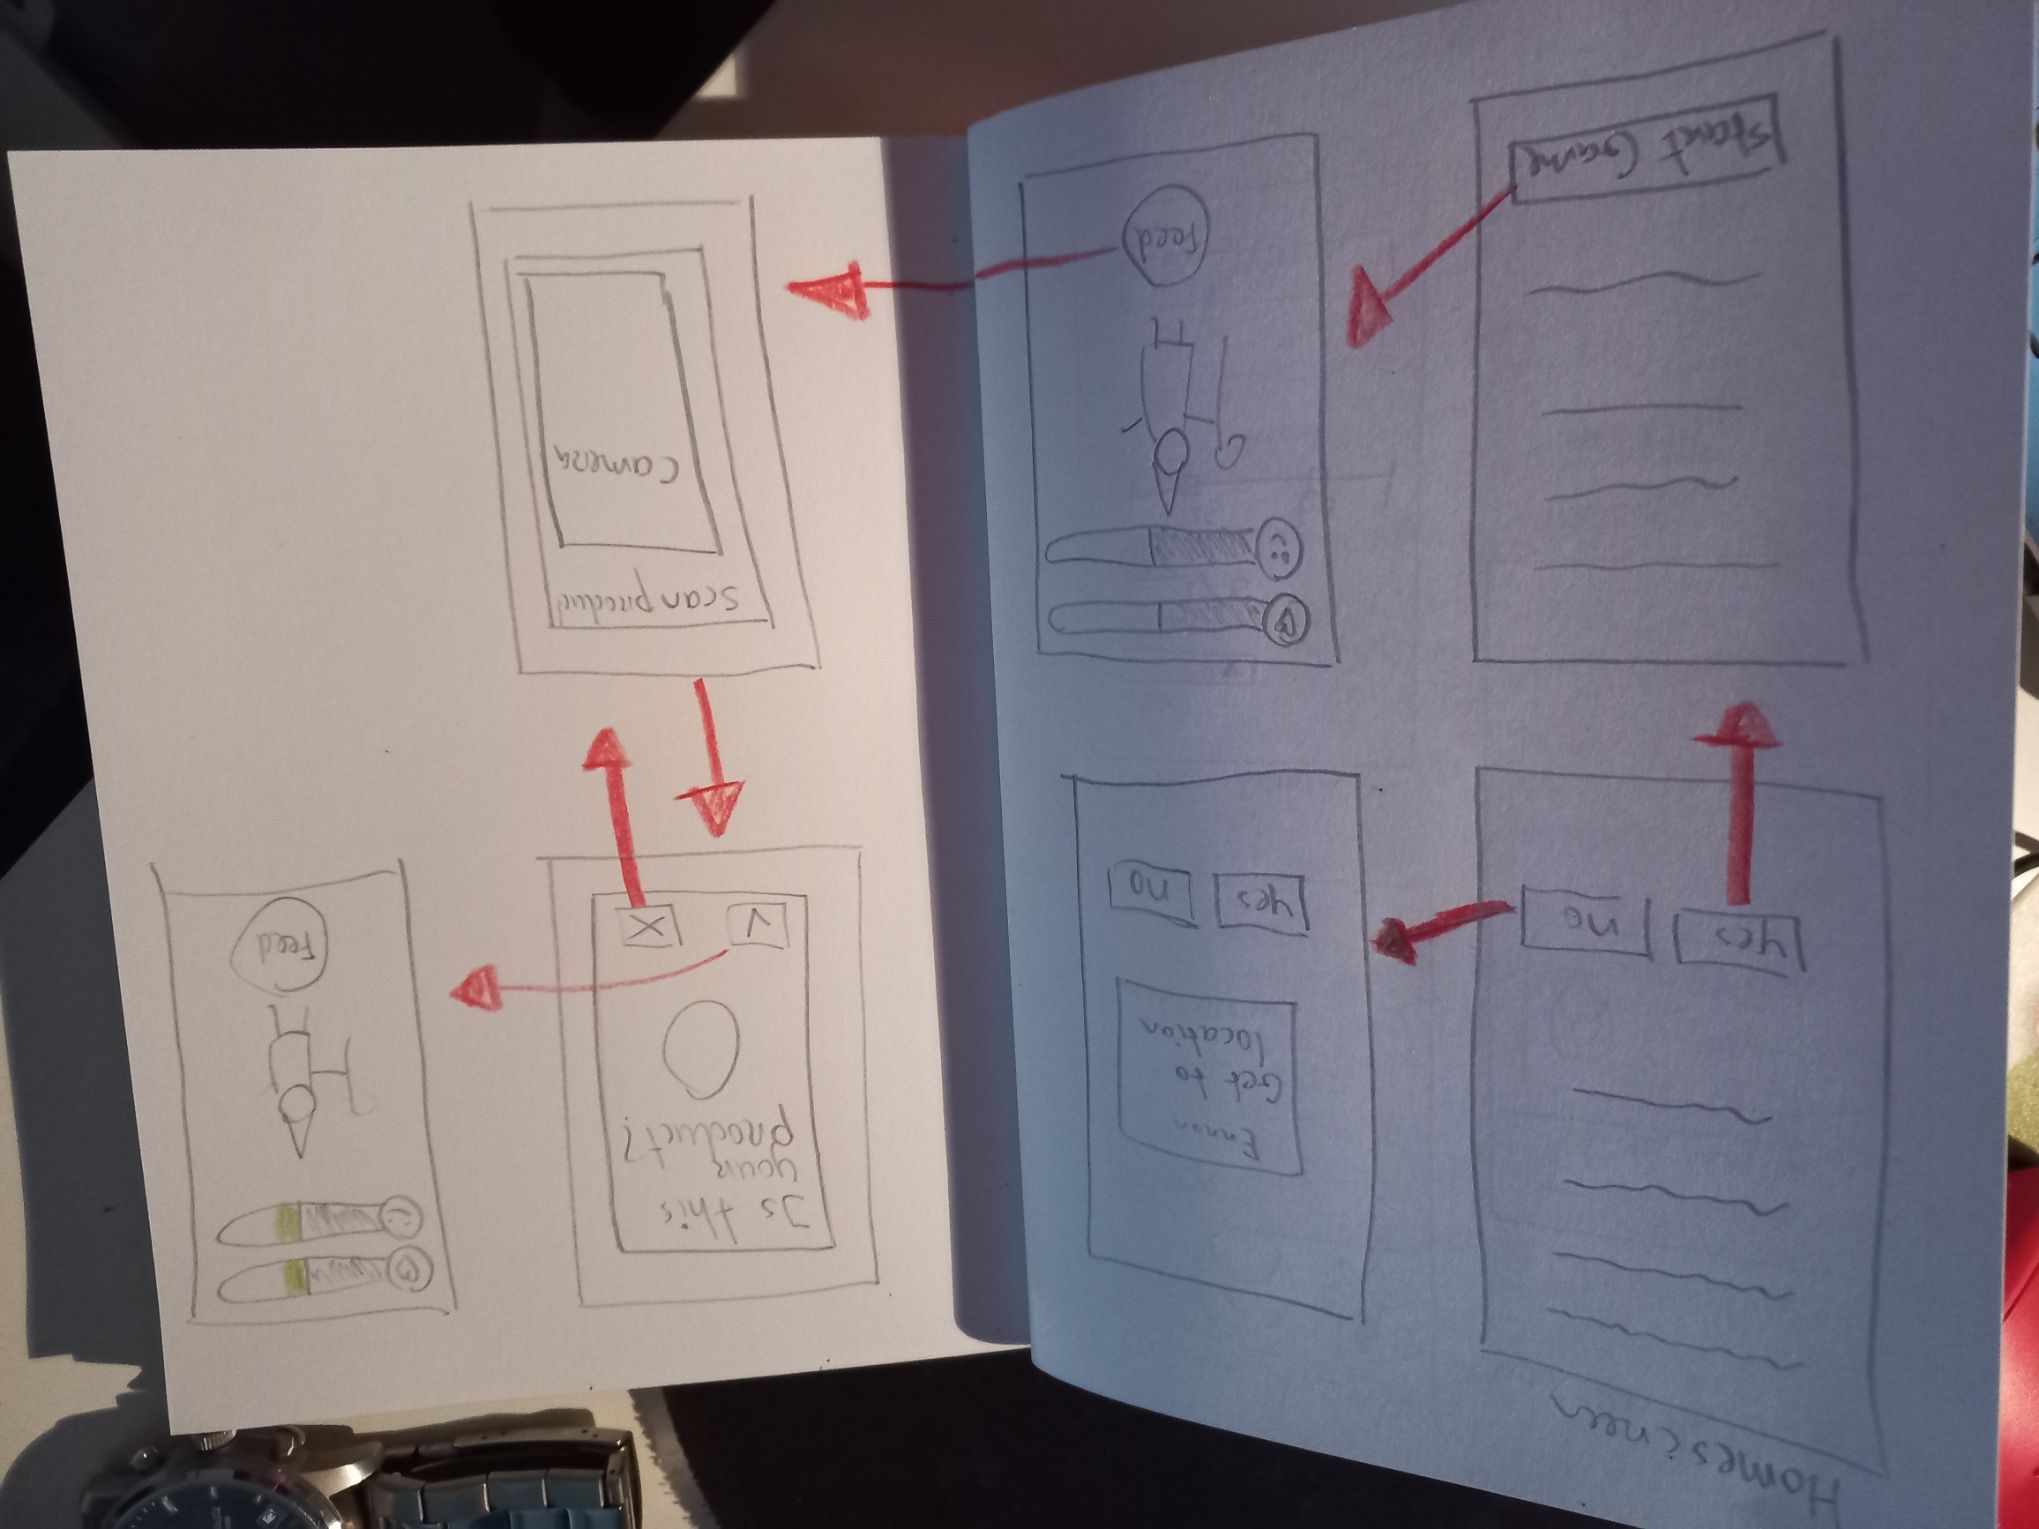 Homescreen
yes
no
Error
Get to
location
yes
no
start Game
Feed
Is this
your
product?
Feed
scan product
camera